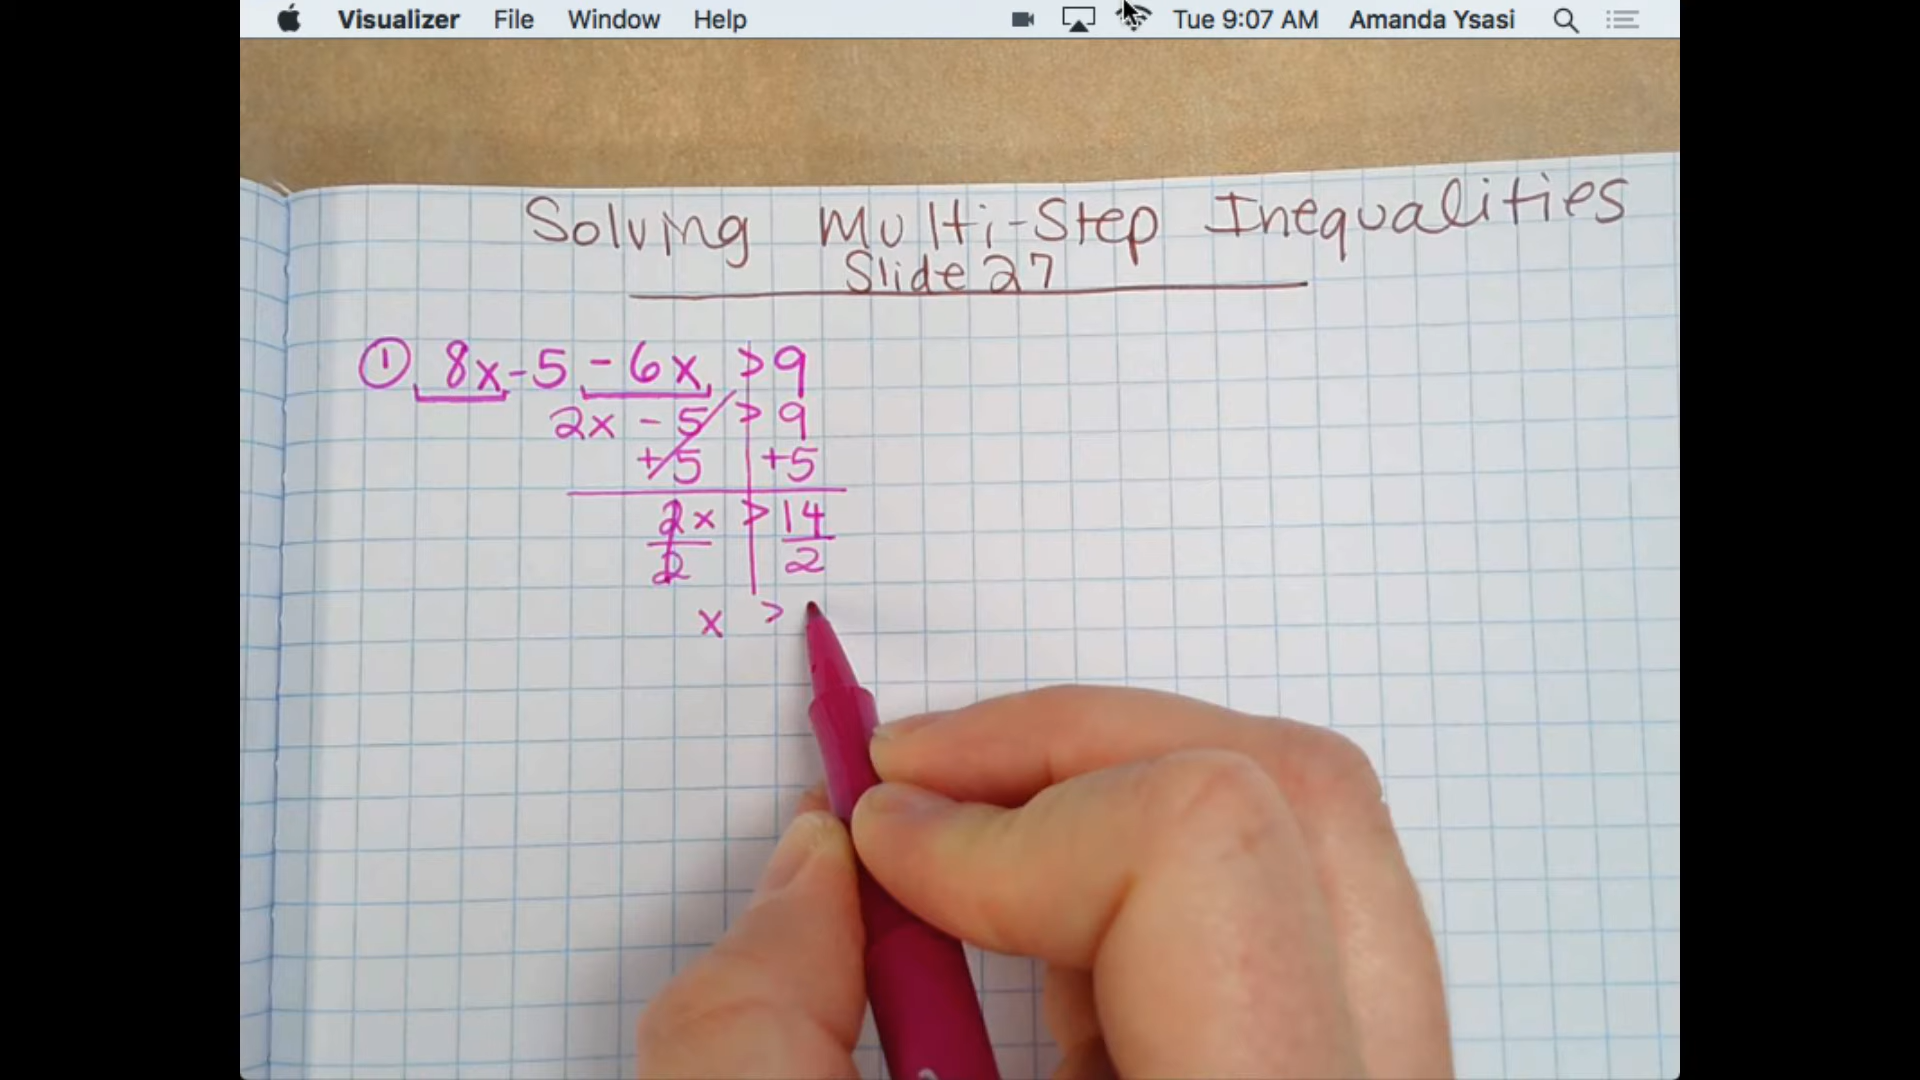 Visualizer File Window Help Tue 9:07 AM Amanda Ysasi
Solving Multi-Step Inequalities
Slide 27
① 8x - 5 - 6x > 9
2x - 5 > 9
+5 +5
2x > 14
2 2
x >